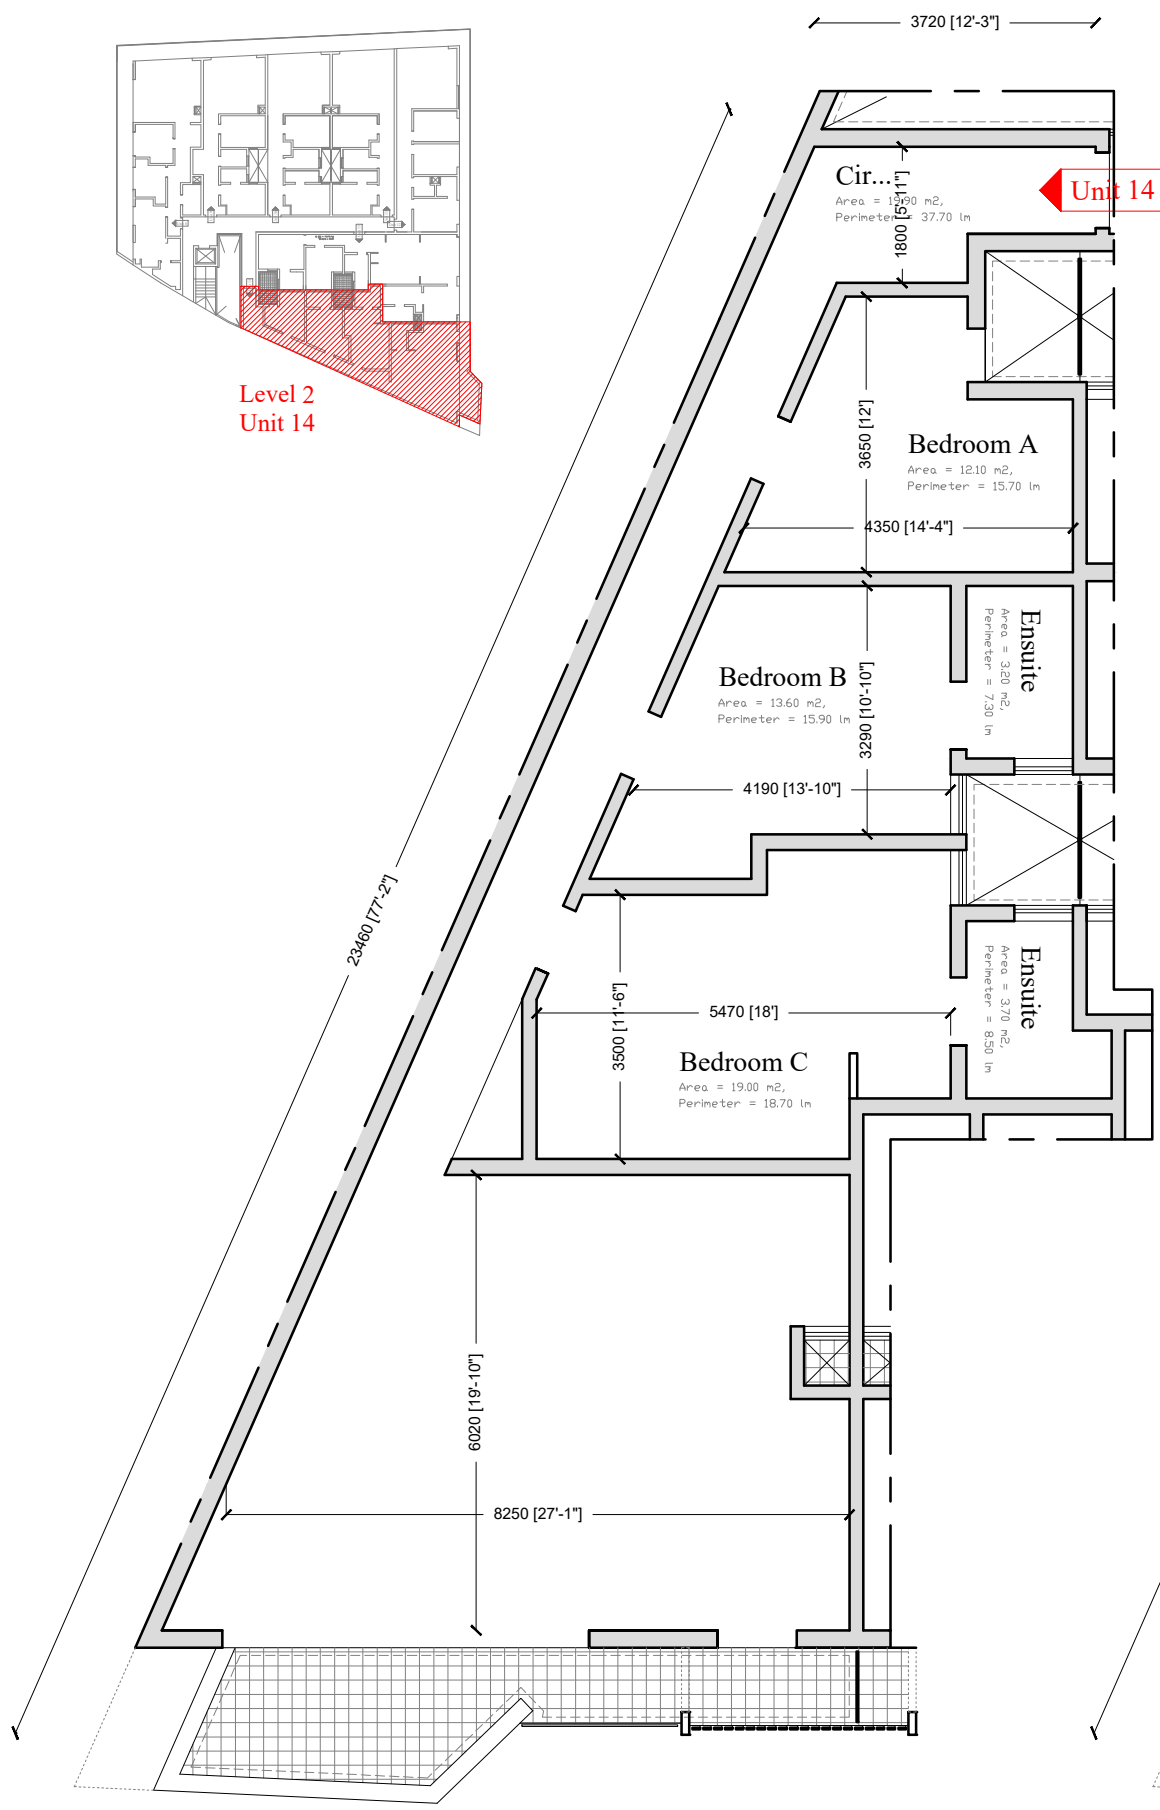 3720 [12'-3"]
Cir...
Area = 19.90 m2,
Perimeter = 37.70 lm
1800 [5'-11"]
Unit 14
Level 2
Unit 14
3650 [12']
Bedroom A
Area = 12.10 m2,
Perimeter = 15.70 lm
4350 [14'-4"]
Ensuite
Area = 3.20 m2,
Perimeter = 7.30 lm
Bedroom B
Area = 13.60 m2,
Perimeter = 15.90 lm
3290 [10'-10"]
4190 [13'-10"]
23460 [77'-2"]
3500 [11'-6"]
5470 [18']
Ensuite
Area = 3.70 m2,
Perimeter = 8.50 lm
Bedroom C
Area = 19.00 m2,
Perimeter = 18.70 lm
6020 [19'-10"]
8250 [27'-1"]